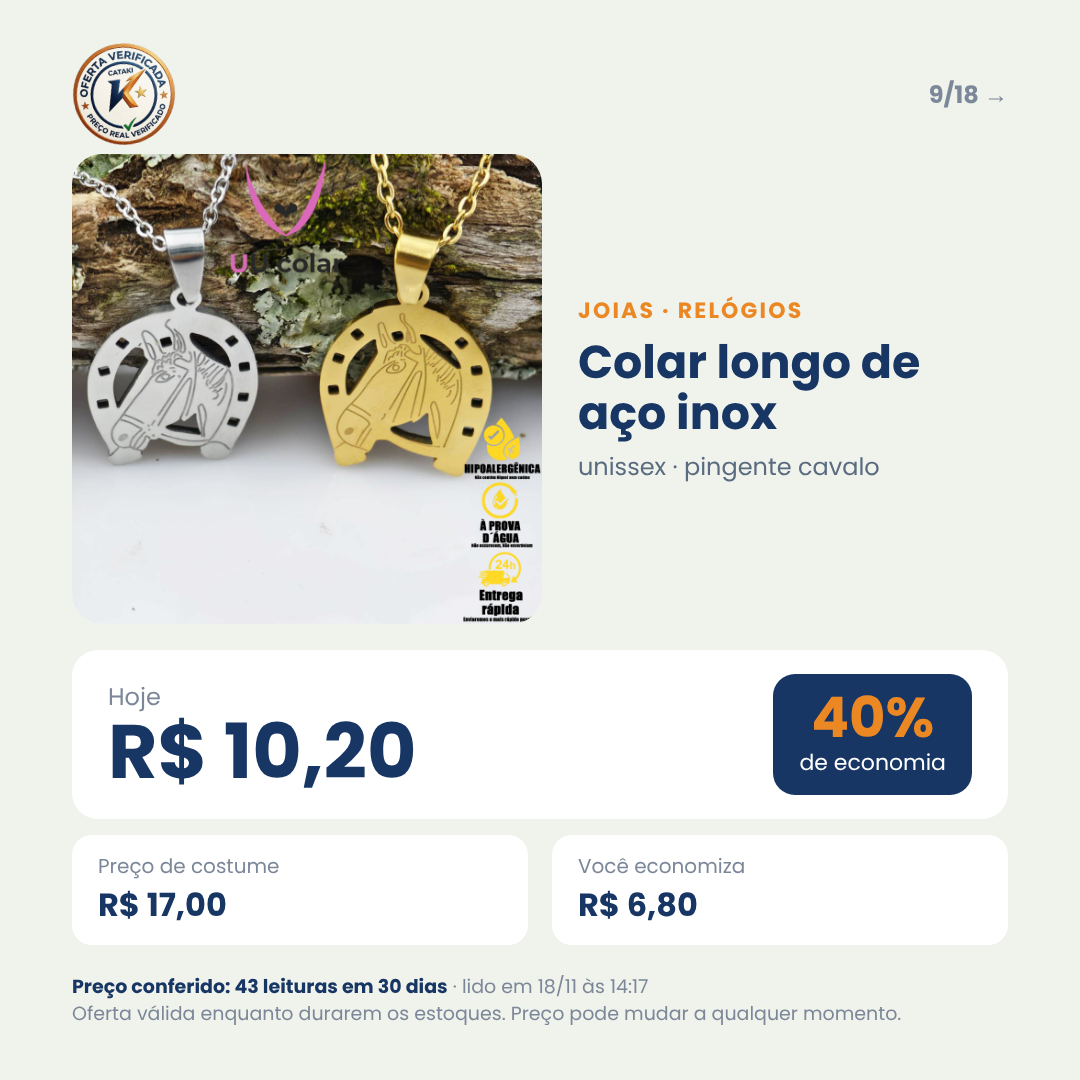 OFERTA VERIFICADA
CATAKI
PREÇO REAL VERIFICADO
9/18 →
JOIAS · RELÓGIOS
Colar longo de
aço inox
unissex · pingente cavalo
HIPOALERGÊNICA
À PROVA
D´ÁGUA
24h
Entrega
rápida
Hoje
R$ 10,20
40%
de economia
Preço de costume
R$ 17,00
Você economiza
R$ 6,80
Preço conferido: 43 leituras em 30 dias · lido em 18/11 às 14:17
Oferta válida enquanto durarem os estoques. Preço pode mudar a qualquer momento.